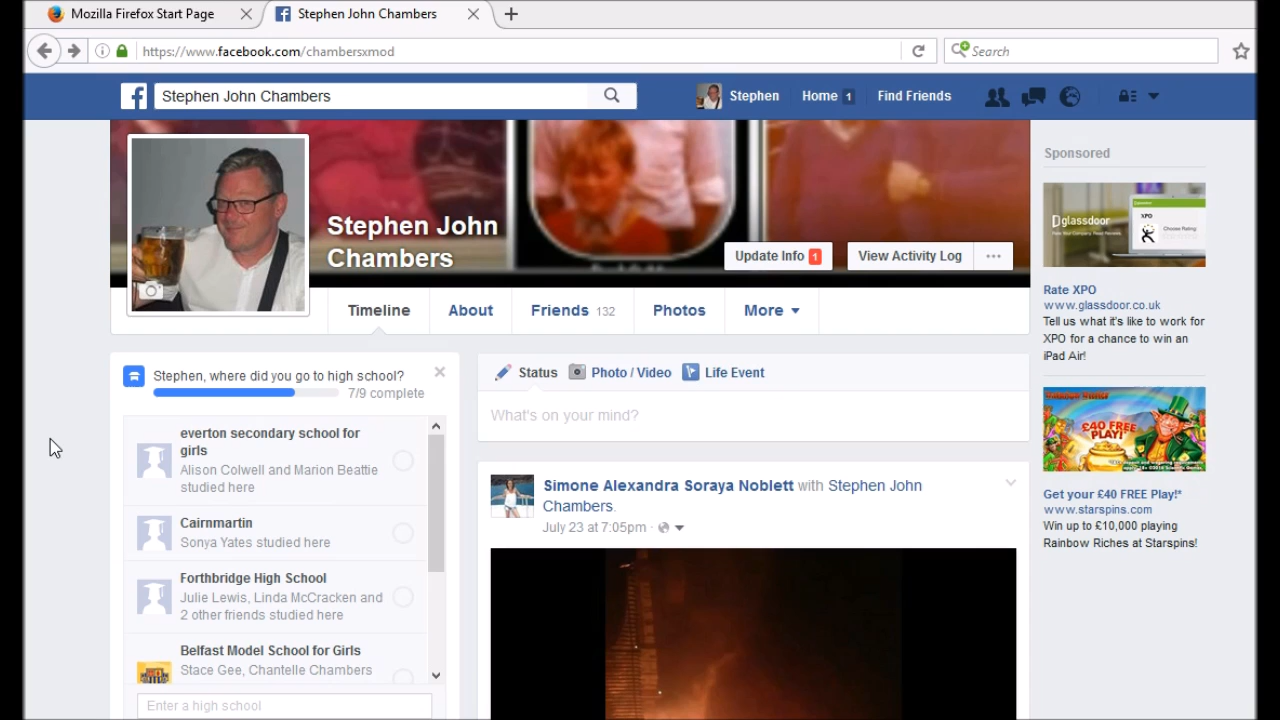 Mozilla Firefox Start Page
Stephen John Chambers
https://www.facebook.com/chambersxmod
Search
Stephen John Chambers
Stephen
Home 1
Find Friends
Stephen John
Chambers
Update Info 1
View Activity Log
Timeline
About
Friends 132
Photos
More
Stephen, where did you go to high school?
7/9 complete
everton secondary school for
girls
Alison Colwell and Marion Beattie
studied here
Cairnmartin
Sonya Yates studied here
Forthbridge High School
Julie Lewis, Linda McCracken and
2 other friends studied here
Belfast Model School for Girls
Stace Gee, Chantelle Chambers
Enter a high school
Status
Photo / Video
Life Event
What's on your mind?
Simone Alexandra Soraya Noblett with Stephen John
Chambers.
July 23 at 7:05pm
Sponsored
glassdoor
XPO
Rate XPO
www.glassdoor.co.uk
Tell us what it's like to work for
XPO for a chance to win an
iPad Air!
£40 FREE
PLAY!
Get your £40 FREE Play!*
www.starspins.com
Win up to £10,000 playing
Rainbow Riches at Starspins!